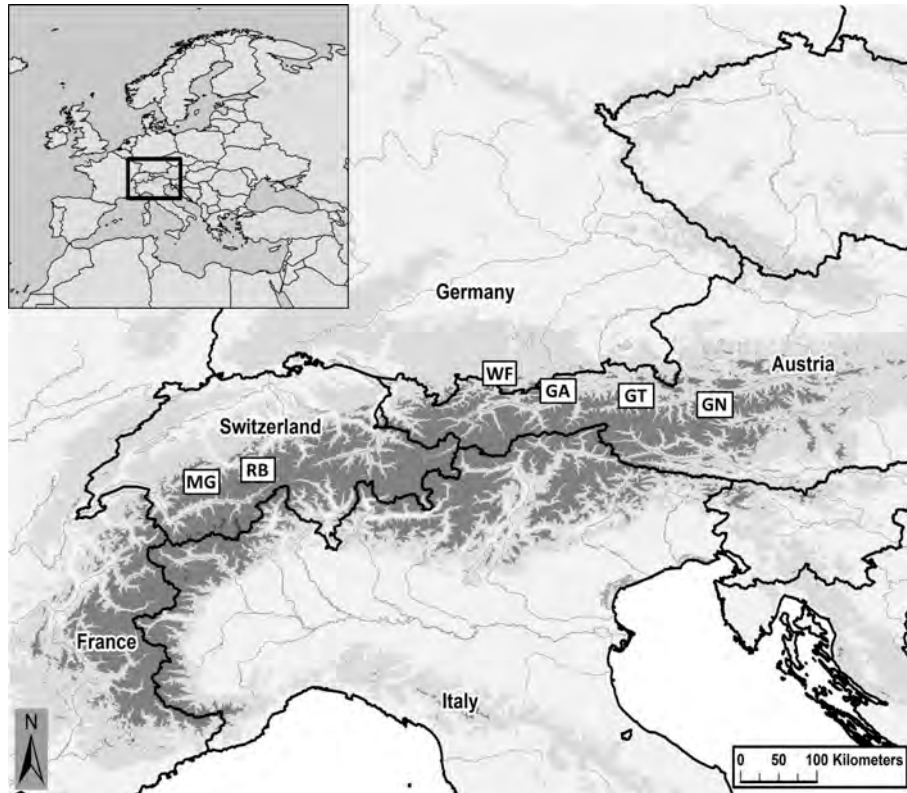 Germany
WF
Austria
GA
GT
GN
Switzerland
MG
RB
France
Italy
N
0 50 100 Kilometers